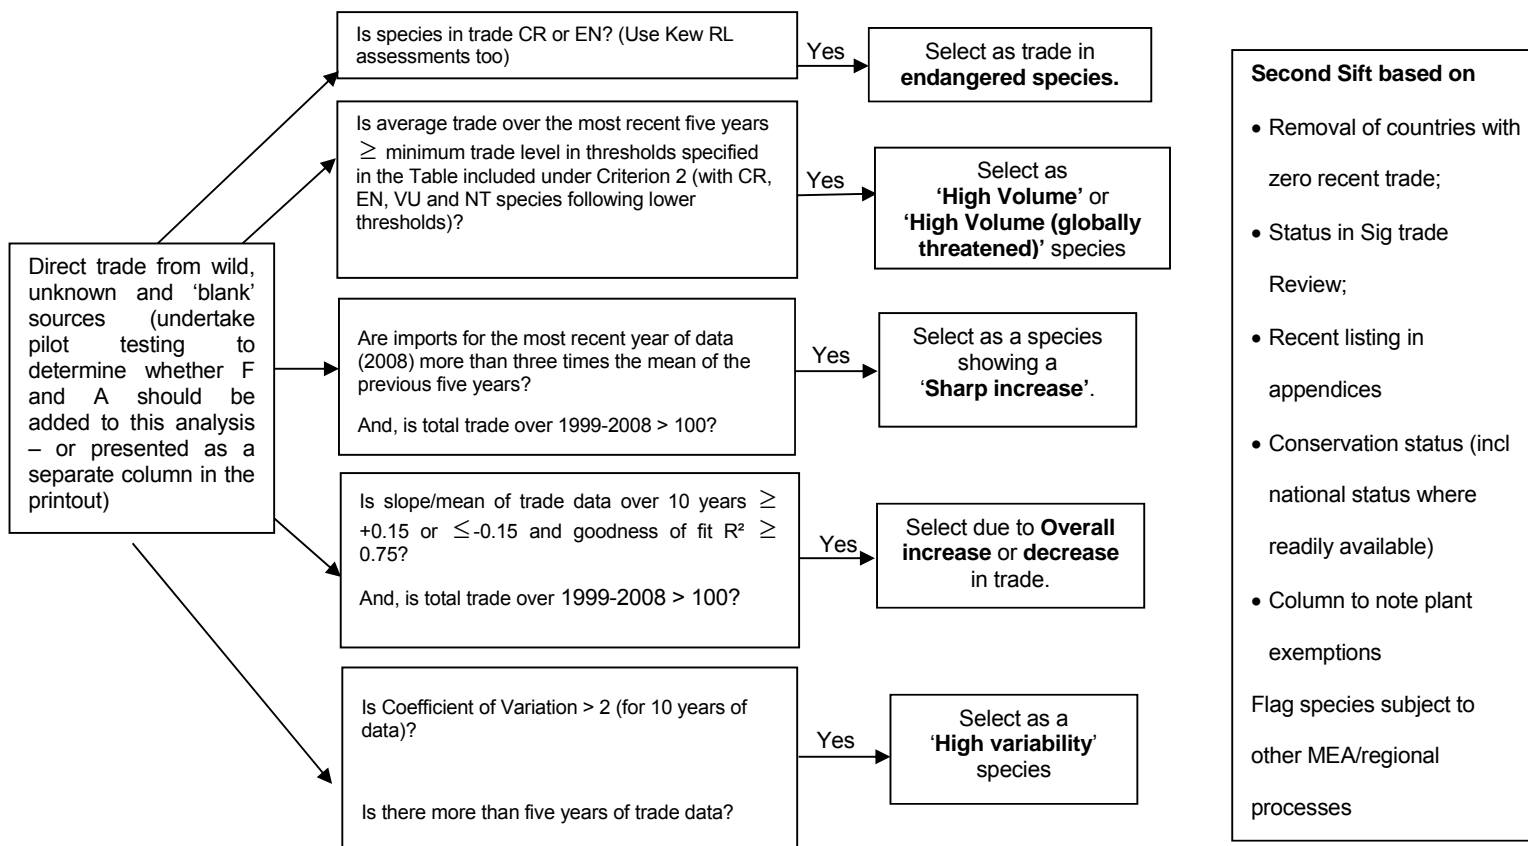 Is species in trade CR or EN? (Use Kew RL
assessments too)
Yes
Select as trade in
endangered species.
Is average trade over the most recent five years
≥ minimum trade level in thresholds specified
in the Table included under Criterion 2 (with CR,
EN, VU and NT species following lower
thresholds)?
Yes
Select as
‘High Volume’ or
‘High Volume (globally
threatened)’ species
Direct trade from wild,
unknown and ‘blank’
sources (undertake
pilot testing to
determine whether F
and A should be
added to this analysis
– or presented as a
separate column in the
printout)
Are imports for the most recent year of data
(2008) more than three times the mean of the
previous five years?
And, is total trade over 1999-2008 > 100?
Yes
Select as a species
showing a
‘Sharp increase’.
Is slope/mean of trade data over 10 years ≥
+0.15 or ≤-0.15 and goodness of fit R² ≥
0.75?
And, is total trade over 1999-2008 > 100?
Yes
Select due to Overall
increase or decrease
in trade.
Is Coefficient of Variation > 2 (for 10 years of
data)?
Is there more than five years of trade data?
Yes
Select as a
‘High variability’
species
Second Sift based on
• Removal of countries with
zero recent trade;
• Status in Sig trade
Review;
• Recent listing in
appendices
• Conservation status (incl
national status where
readily available)
• Column to note plant
exemptions
Flag species subject to
other MEA/regional
processes